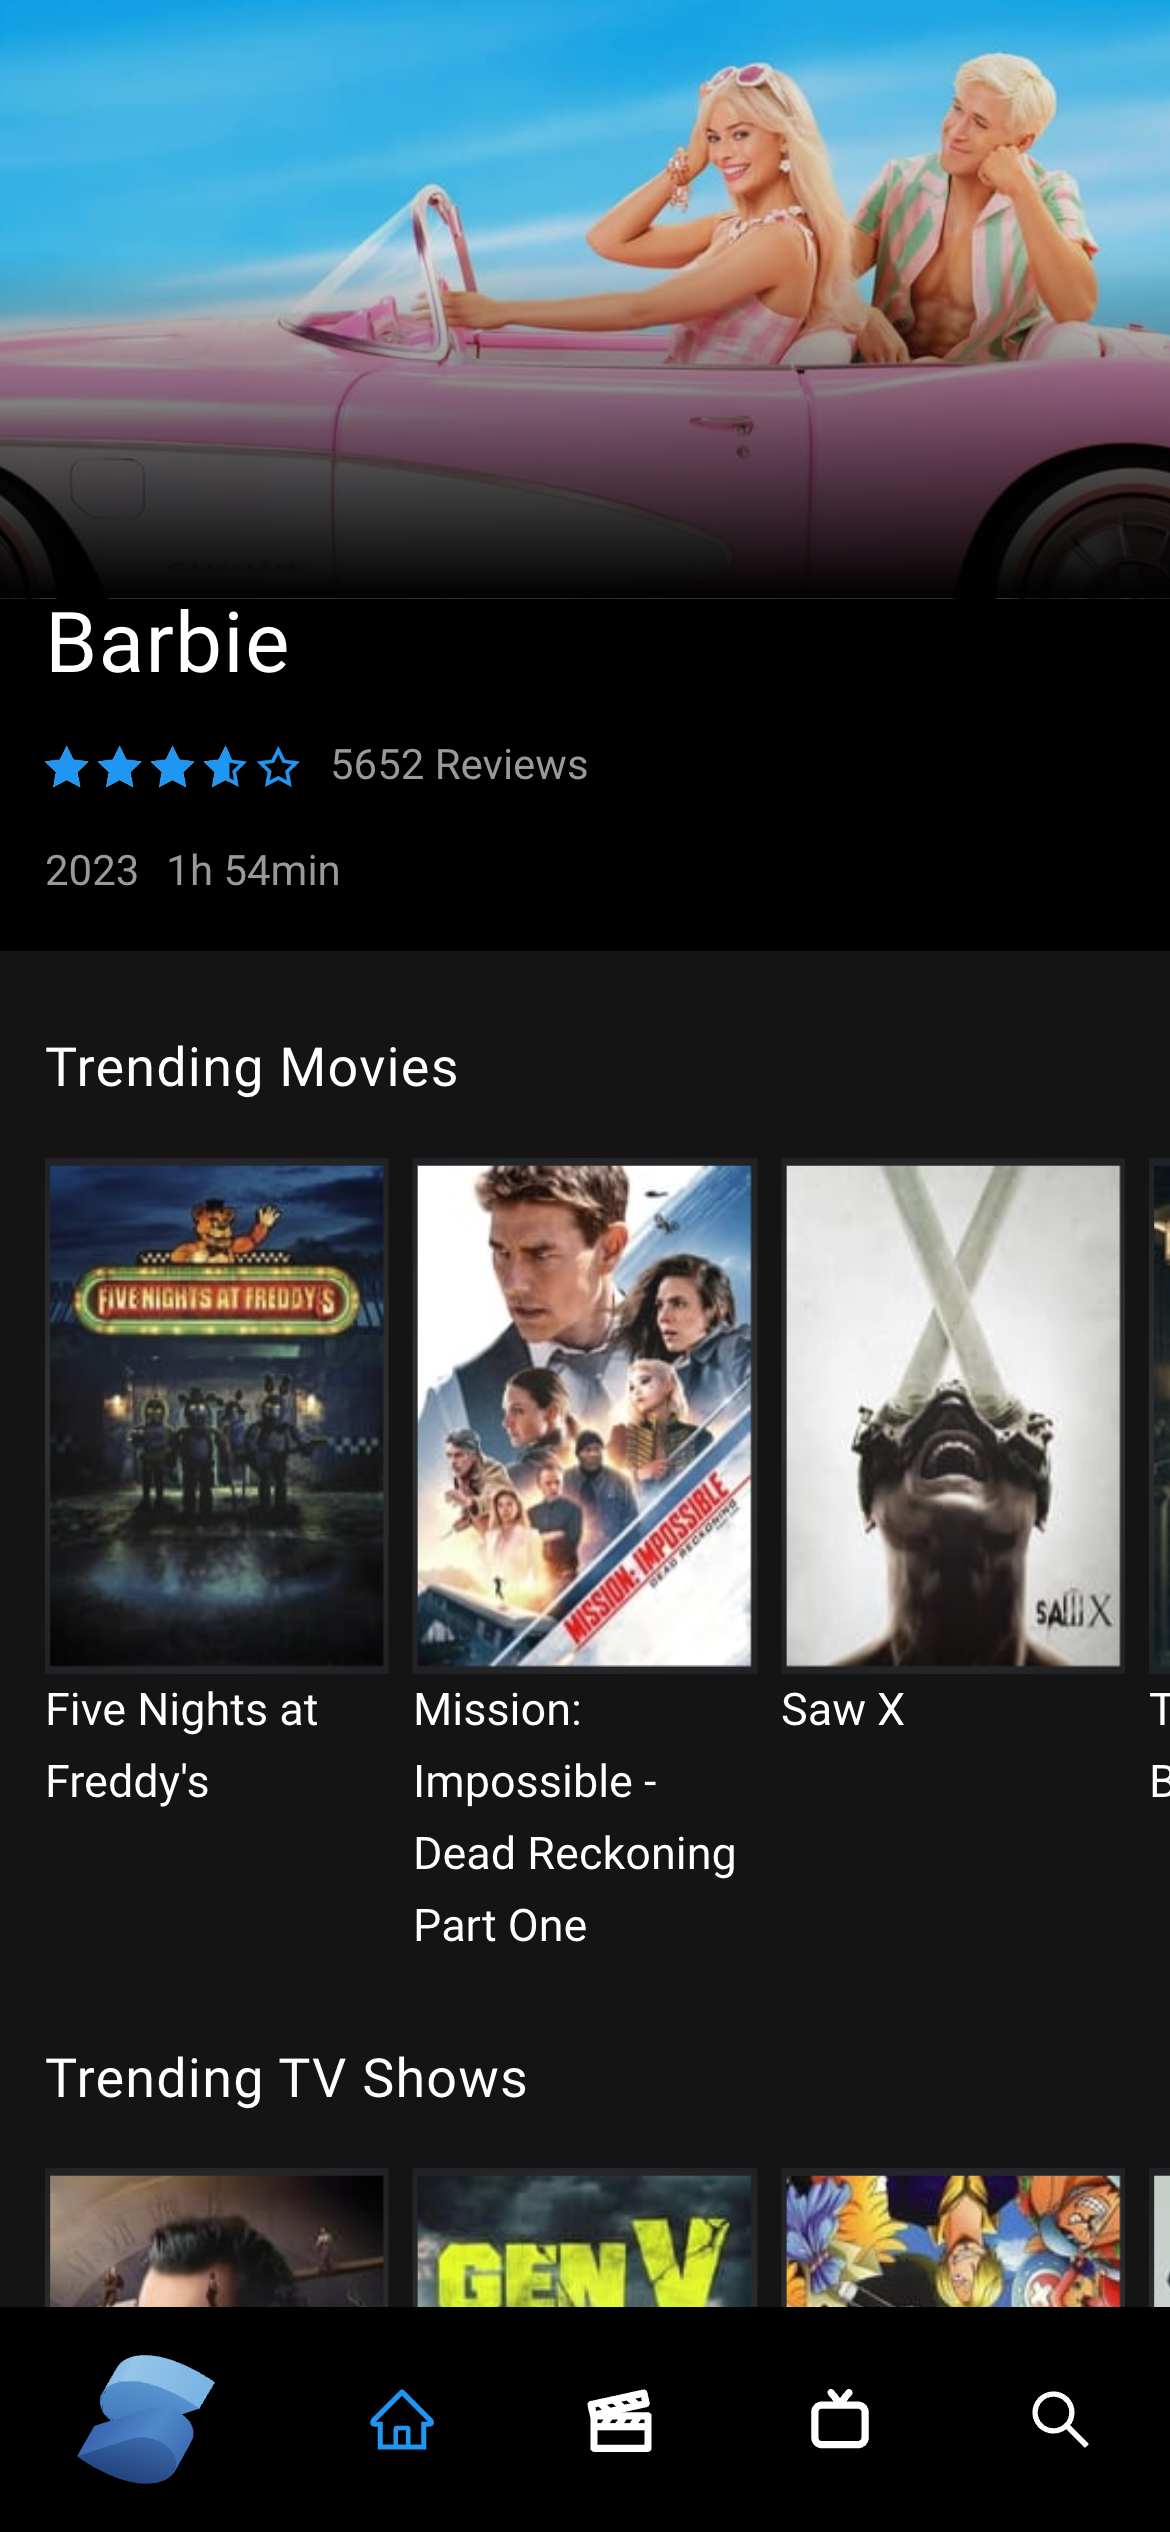 Barbie
5652 Reviews
2023 1h 54min
Trending Movies
FIVE NIGHTS AT FREDDY'S
MISSION: IMPOSSIBLE
DEAD RECKONING
SAW X
Five Nights at
Freddy's
Mission:
Impossible -
Dead Reckoning
Part One
Saw X
T
B
Trending TV Shows
GEN V